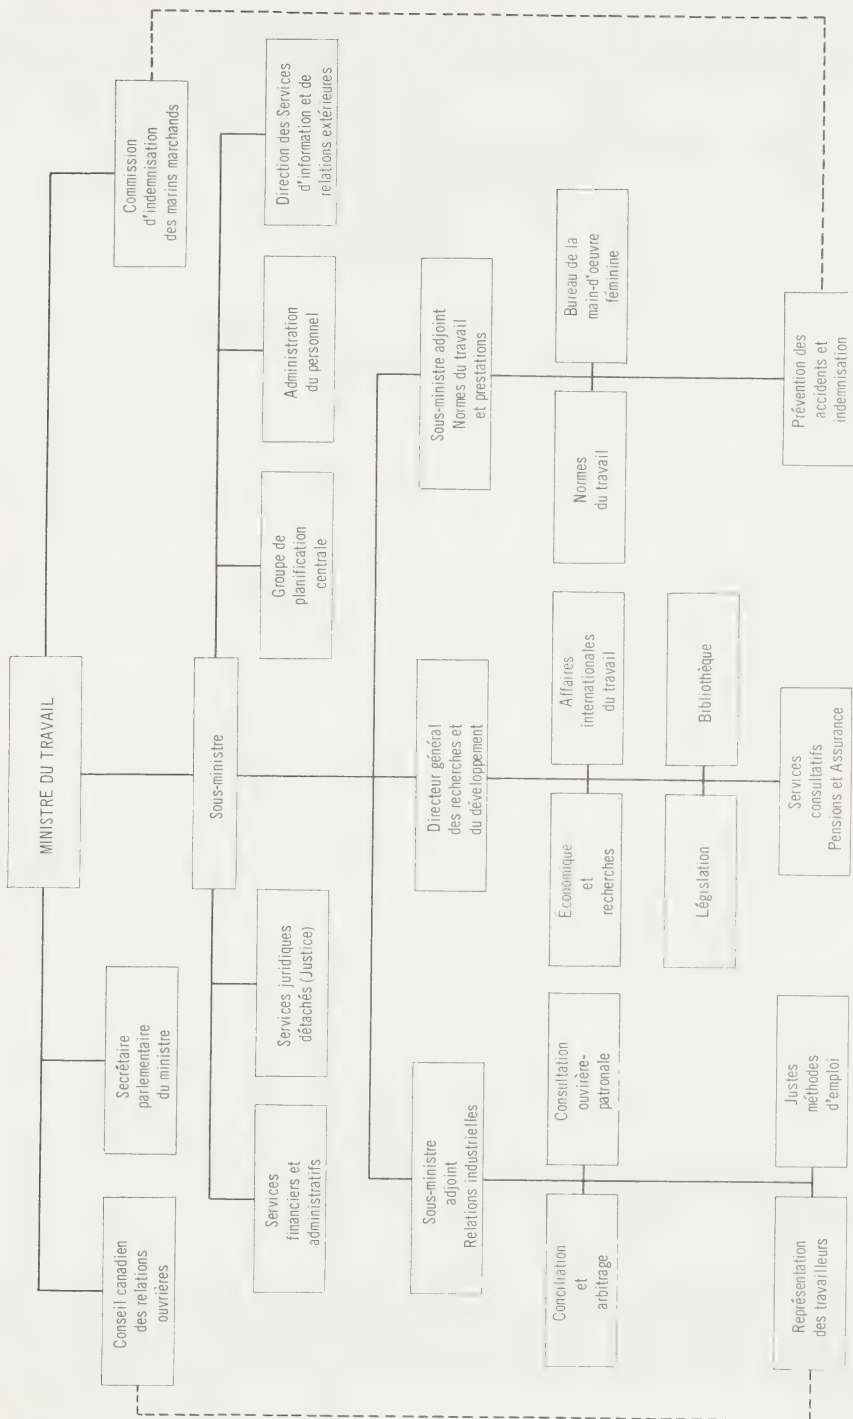 MINISTRE DU TRAVAIL
Conseil canadien
des relations
ouvrières
Secrétaire
parlementaire
du ministre
Commission
d'indemnisation
des marins marchands
Sous-ministre
Services
financiers et
administratifs
Services juridiques
détachés (Justice)
Groupe de
planification
centrale
Administration
du personnel
Direction des Services
d'information et de
relations extérieures
Sous-ministre
adjoint
Relations industrielles
Directeur général
des recherches et
du développement
Sous-ministre adjoint
Normes du travail
et prestations
Conciliation
et
arbitrage
Consultation
ouvrière-
patronale
Économique
et
recherches
Affaires
internationales
du travail
Normes
du travail
Bureau de la
main-d'oeuvre
féminine
Législation
Bibliothèque
Représentation
des travailleurs
Justes
méthodes
d'emploi
Services
consultatifs
Pensions et Assurance
Prévention des
accidents et
indemnisation